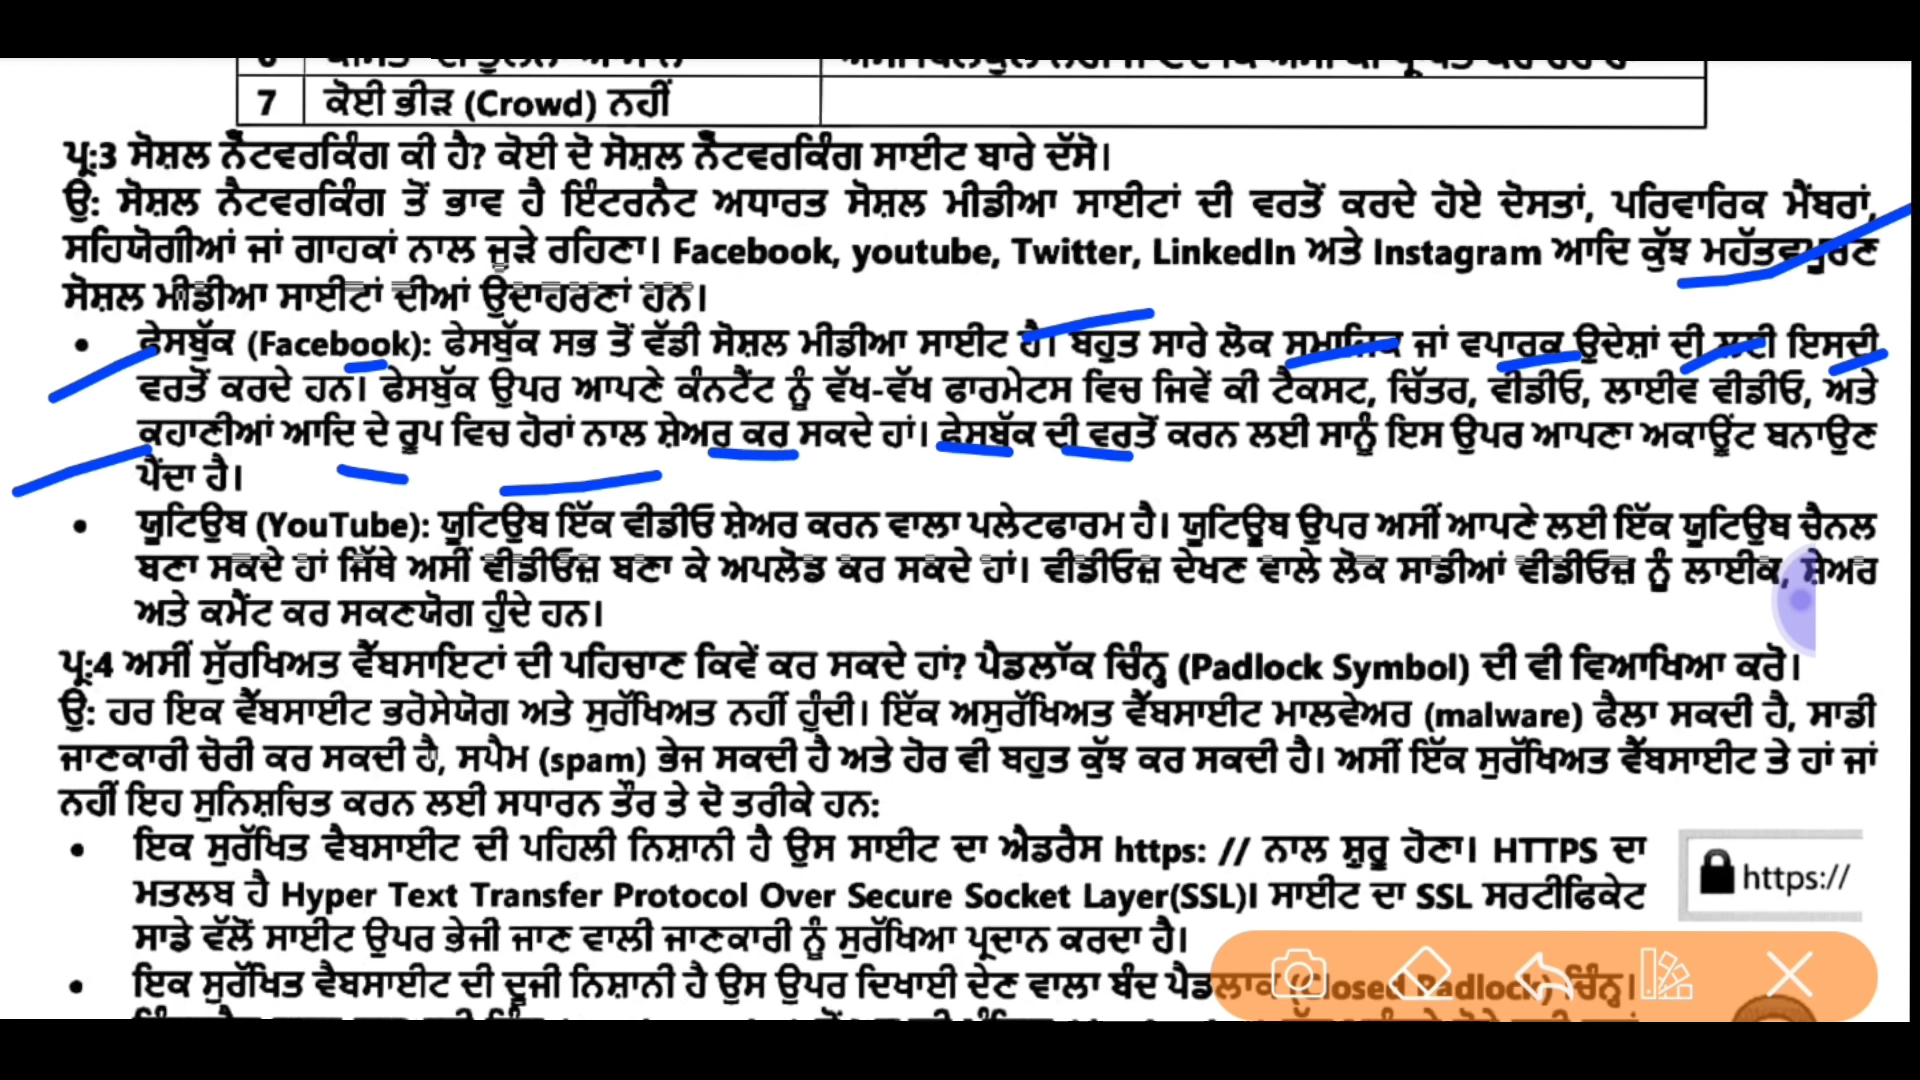 7 ਕੋਈ ਭੀੜ (Crowd) ਨਹੀਂ
ਪ੍ਰ:3 ਸੋਸ਼ਲ ਨੈੱਟਵਰਕਿੰਗ ਕੀ ਹੈ? ਕੋਈ ਦੋ ਸੋਸ਼ਲ ਨੈੱਟਵਰਕਿੰਗ ਸਾਈਟ ਬਾਰੇ ਦੱਸੋ।
ਉ: ਸੋਸ਼ਲ ਨੈਟਵਰਕਿੰਗ ਤੋਂ ਭਾਵ ਹੈ ਇੰਟਰਨੈਟ ਅਧਾਰਤ ਸੋਸ਼ਲ ਮੀਡੀਆ ਸਾਈਟਾਂ ਦੀ ਵਰਤੋਂ ਕਰਦੇ ਹੋਏ ਦੋਸਤਾਂ, ਪਰਿਵਾਰਿਕ ਮੈਂਬਰਾਂ,
ਸਹਿਯੋਗੀਆਂ ਜਾਂ ਗਾਹਕਾਂ ਨਾਲ ਜੁੜੇ ਰਹਿਣਾ। Facebook, youtube, Twitter, LinkedIn ਅਤੇ Instagram ਆਦਿ ਕੁੱਝ ਮਹੱਤਵਪੂਰਣ
ਸੋਸ਼ਲ ਮੀਡੀਆ ਸਾਈਟਾਂ ਦੀਆਂ ਉਦਾਹਰਣਾਂ ਹਨ।
• ਫੇਸਬੁੱਕ (Facebook): ਫੇਸਬੁੱਕ ਸਭ ਤੋਂ ਵੱਡੀ ਸੋਸ਼ਲ ਮੀਡੀਆ ਸਾਈਟ ਹੈ। ਬਹੁਤ ਸਾਰੇ ਲੋਕ ਸਮਾਜਿਕ ਜਾਂ ਵਪਾਰਕ ਉਦੇਸ਼ਾਂ ਦੀ ਲਈ ਇਸਦੀ
ਵਰਤੋਂ ਕਰਦੇ ਹਨ। ਫੇਸਬੁੱਕ ਉਪਰ ਆਪਣੇ ਕੰਨਟੈਂਟ ਨੂੰ ਵੱਖ-ਵੱਖ ਫਾਰਮੇਟਸ ਵਿਚ ਜਿਵੇਂ ਕੀ ਟੈਕਸਟ, ਚਿੱਤਰ, ਵੀਡੀਓ, ਲਾਈਵ ਵੀਡੀਓ, ਅਤੇ
ਕਹਾਣੀਆਂ ਆਦਿ ਦੇ ਰੂਪ ਵਿਚ ਹੋਰਾਂ ਨਾਲ ਸ਼ੇਅਰ ਕਰ ਸਕਦੇ ਹਾਂ। ਫੇਸਬੁੱਕ ਦੀ ਵਰਤੋਂ ਕਰਨ ਲਈ ਸਾਨੂੰ ਇਸ ਉਪਰ ਆਪਣਾ ਅਕਾਊਂਟ ਬਨਾਉਣ
ਪੈਂਦਾ ਹੈ।
• ਯੂਟਿਉਬ (YouTube): ਯੂਟਿਉਬ ਇੱਕ ਵੀਡੀਓ ਸ਼ੇਅਰ ਕਰਨ ਵਾਲਾ ਪਲੇਟਫਾਰਮ ਹੈ। ਯੂਟਿਊਬ ਉਪਰ ਅਸੀਂ ਆਪਣੇ ਲਈ ਇੱਕ ਯੂਟਿਉਬ ਚੈਨਲ
ਬਣਾ ਸਕਦੇ ਹਾਂ ਜਿੱਥੇ ਅਸੀਂ ਵੀਡੀਓਜ਼ ਬਣਾ ਕੇ ਅਪਲੋਡ ਕਰ ਸਕਦੇ ਹਾਂ। ਵੀਡੀਓਜ਼ ਦੇਖਣ ਵਾਲੇ ਲੋਕ ਸਾਡੀਆਂ ਵੀਡੀਓਜ਼ ਨੂੰ ਲਾਈਕ, ਸ਼ੇਅਰ
ਅਤੇ ਕਮੈਂਟ ਕਰ ਸਕਣਯੋਗ ਹੁੰਦੇ ਹਨ।
ਪ੍ਰ:4 ਅਸੀਂ ਸੁੱਰਖਿਅਤ ਵੈੱਬਸਾਇਟਾਂ ਦੀ ਪਹਿਚਾਣ ਕਿਵੇਂ ਕਰ ਸਕਦੇ ਹਾਂ? ਪੈਡਲਾੱਕ ਚਿੰਨ੍ਹ (Padlock Symbol) ਦੀ ਵੀ ਵਿਆਖਿਆ ਕਰੋ।
ਉ: ਹਰ ਇਕ ਵੈੱਬਸਾਈਟ ਭਰੋਸੇਯੋਗ ਅਤੇ ਸੁਰੱਖਿਅਤ ਨਹੀਂ ਹੁੰਦੀ। ਇੱਕ ਅਸੁਰੱਖਿਅਤ ਵੈੱਬਸਾਈਟ ਮਾਲਵੇਅਰ (malware) ਫੈਲਾ ਸਕਦੀ ਹੈ, ਸਾਡੀ
ਜਾਣਕਾਰੀ ਚੋਰੀ ਕਰ ਸਕਦੀ ਹੈ, ਸਪੈਮ (spam) ਭੇਜ ਸਕਦੀ ਹੈ ਅਤੇ ਹੋਰ ਵੀ ਬਹੁਤ ਕੁੱਝ ਕਰ ਸਕਦੀ ਹੈ। ਅਸੀਂ ਇੱਕ ਸੁਰੱਖਿਅਤ ਵੈੱਬਸਾਈਟ ਤੇ ਹਾਂ ਜਾਂ
ਨਹੀਂ ਇਹ ਸੁਨਿਸ਼ਚਿਤ ਕਰਨ ਲਈ ਸਧਾਰਨ ਤੌਰ ਤੇ ਦੋ ਤਰੀਕੇ ਹਨ:
• ਇਕ ਸੁਰੱਖਿਤ ਵੈਬਸਾਈਟ ਦੀ ਪਹਿਲੀ ਨਿਸ਼ਾਨੀ ਹੈ ਉਸ ਸਾਈਟ ਦਾ ਐਡਰੈਸ https: // ਨਾਲ ਸ਼ੁਰੂ ਹੋਣਾ। HTTPS ਦਾ
ਮਤਲਬ ਹੈ Hyper Text Transfer Protocol Over Secure Socket Layer(SSL)। ਸਾਈਟ ਦਾ SSL ਸਰਟੀਫਿਕੇਟ
ਸਾਡੇ ਵੱਲੋਂ ਸਾਈਟ ਉਪਰ ਭੇਜੀ ਜਾਣ ਵਾਲੀ ਜਾਣਕਾਰੀ ਨੂੰ ਸੁਰੱਖਿਆ ਪ੍ਰਦਾਨ ਕਰਦਾ ਹੈ।
https://
• ਇਕ ਸੁਰੱਖਿਤ ਵੈਬਸਾਈਟ ਦੀ ਦੂਜੀ ਨਿਸ਼ਾਨੀ ਹੈ ਉਸ ਉਪਰ ਦਿਖਾਈ ਦੇਣ ਵਾਲਾ ਬੰਦ ਪੈਡਲਾਕ (Closed Padlock) ਚਿੰਨ੍ਹ।